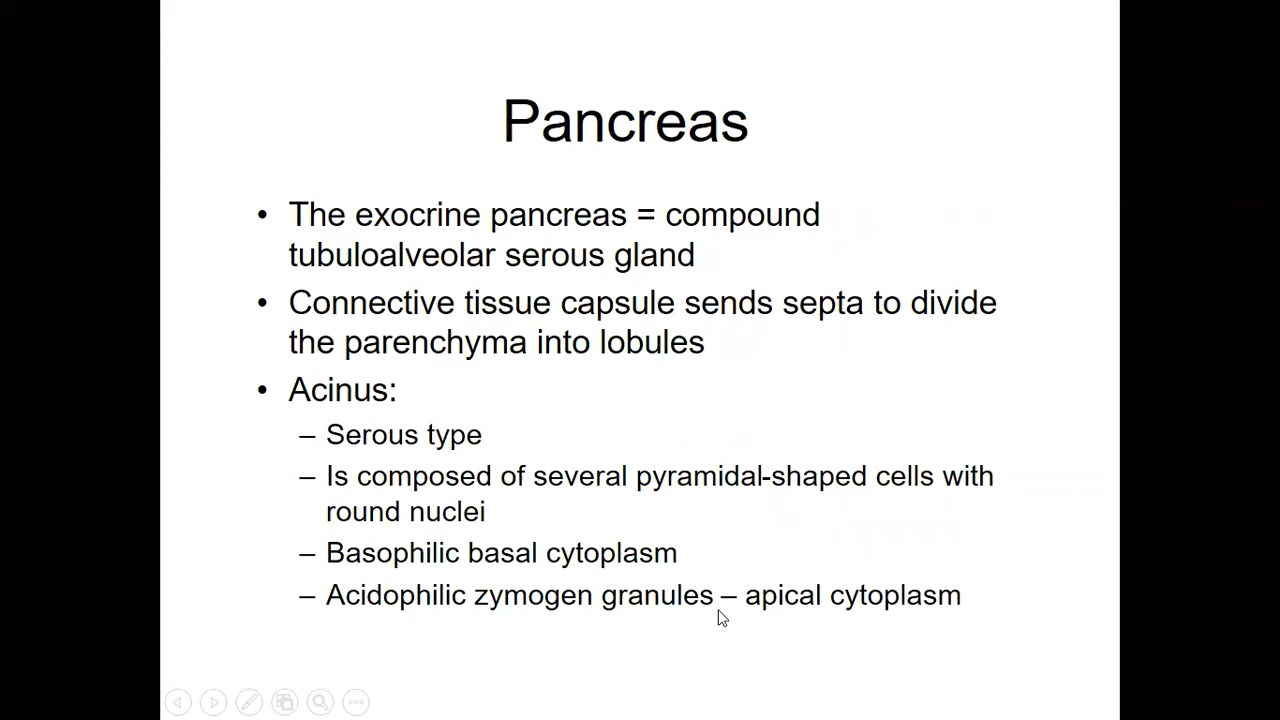 Pancreas
• The exocrine pancreas = compound
tubuloalveolar serous gland
• Connective tissue capsule sends septa to divide
the parenchyma into lobules
• Acinus:
– Serous type
– Is composed of several pyramidal-shaped cells with
round nuclei
– Basophilic basal cytoplasm
– Acidophilic zymogen granules – apical cytoplasm